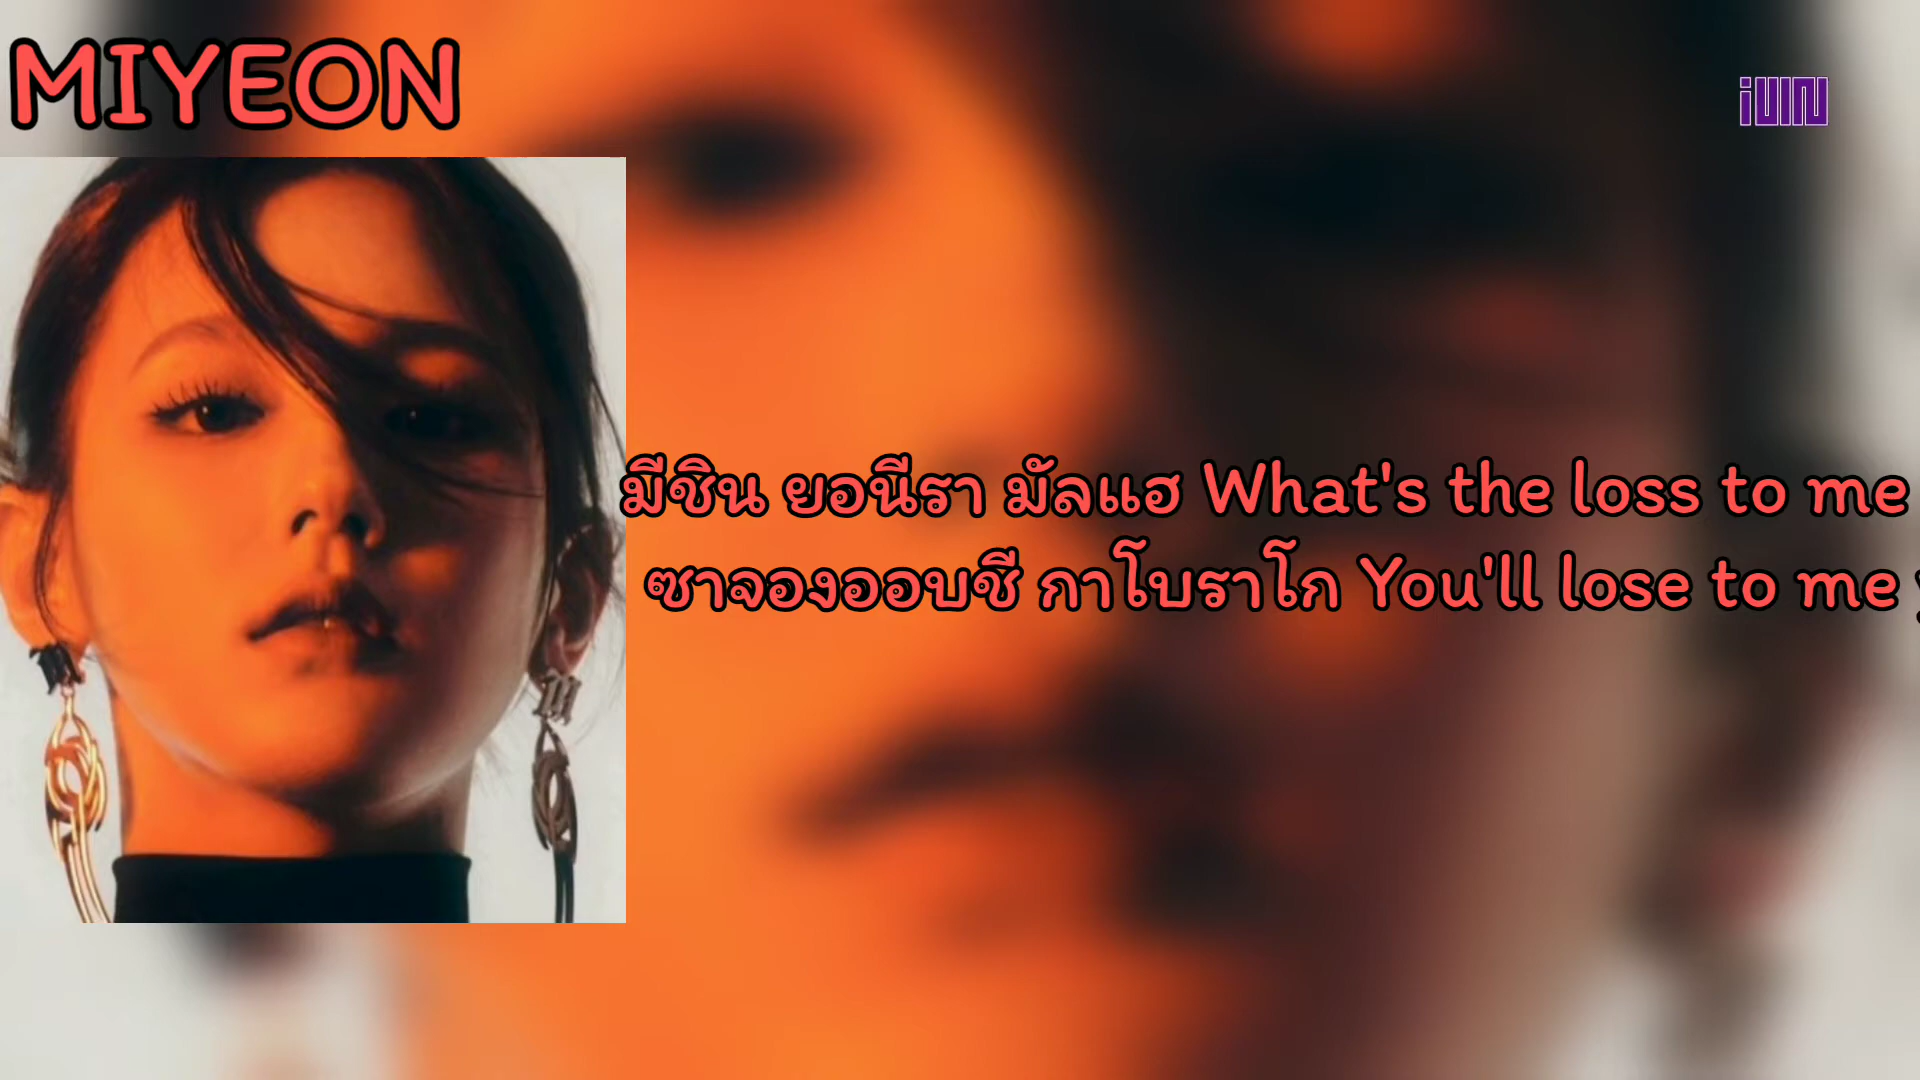 MIYEON
มีชิน ยอนีรา มัลแฮ What's the loss to me
ซาจองออบชี กาโบราโก You'll lose to me